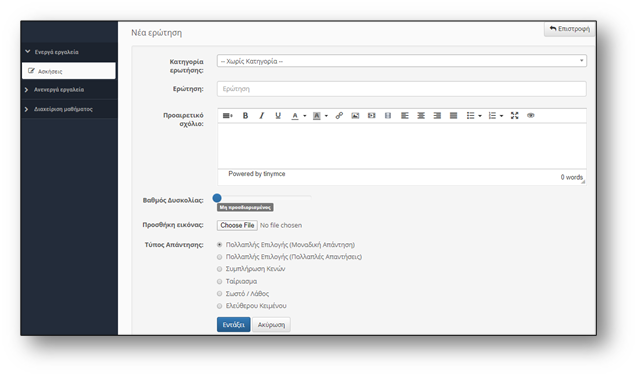 Νέα ερώτηση
Επιστροφή
Ενεργά εργαλεία
Ασκήσεις
Ανενεργά εργαλεία
Διαχείριση μαθήματος
Κατηγορία ερωτήσης:
-- Χωρίς Κατηγορία --
Ερώτηση:
Ερώτηση
Προαιρετικό σχόλιο:
B I U A A
Powered by tinymce
0 words
Βαθμός Δυσκολίας:
Μη προσδιορισμένος
Προσθήκη εικόνας:
Choose File No file chosen
Τύπος Απάντησης:
Πολλαπλής Επιλογής (Μοναδική Απάντηση)
Πολλαπλής Επιλογής (Πολλαπλές Απαντήσεις)
Συμπλήρωση Κενών
Ταίριασμα
Σωστό / Λάθος
Ελεύθερου Κειμένου
Εντάξει
Ακύρωση